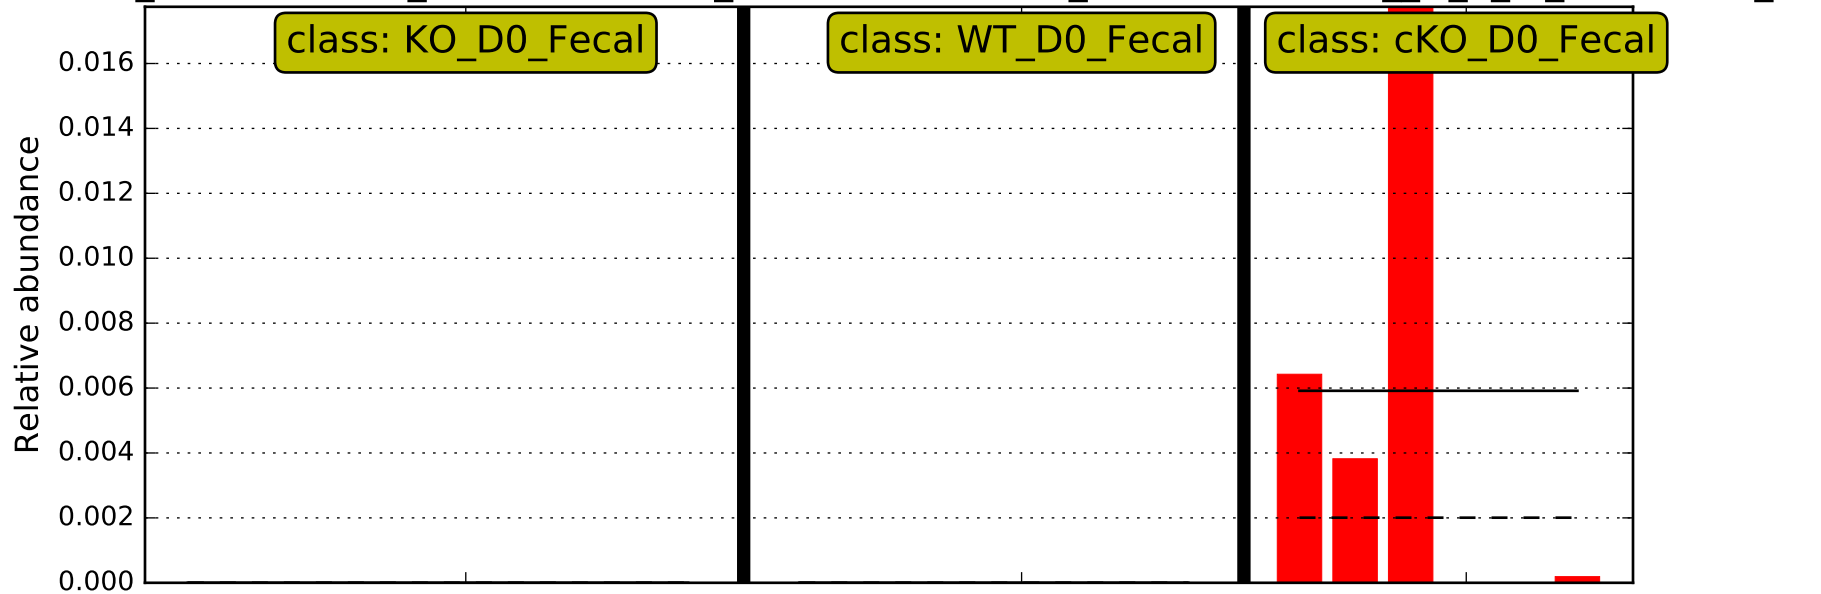 class: KO_D0_Fecal
class: WT_D0_Fecal
class: cKO_D0_Fecal
Relative abundance
0.016
0.014
0.012
0.010
0.008
0.006
0.004
0.002
0.000